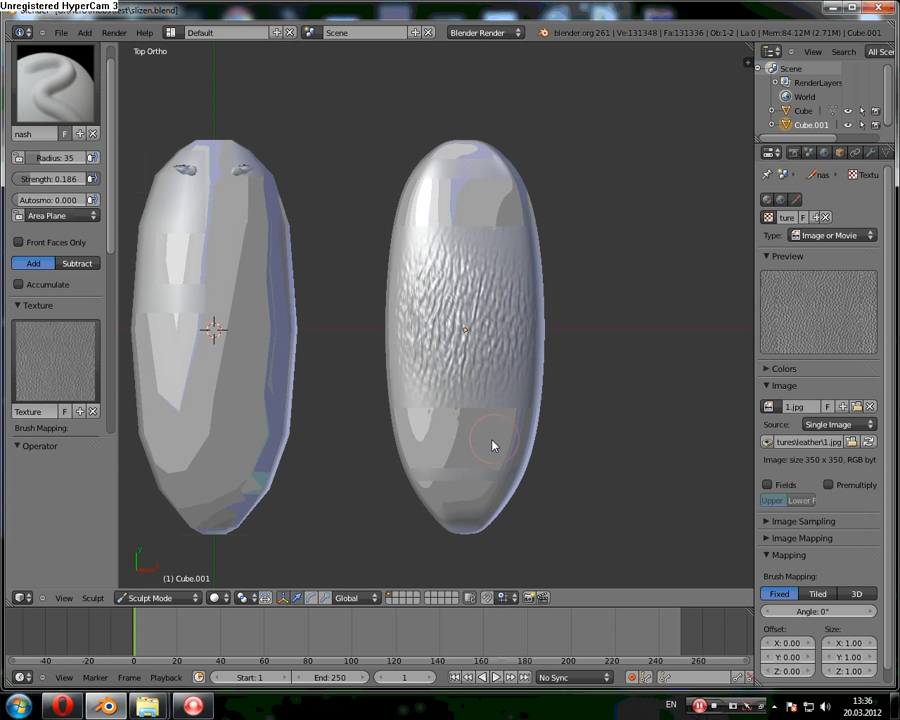 Unregistered HyperCam 3
slizen.blend]
File Add Render Help Default Scene Blender Render blender.org 261 | Ve:131348 | Fa:131336 | Ob:2-1 | La:0 | Mem:84.12M (2.71M) | Cube.001
Top Ortho
View Search All Scen
Scene
RenderLayers
World
Cube
Cube.001
nash F
Radius: 35
Strength: 0.186
Autosmo: 0.000
Area Plane
Front Faces Only
Add Subtract
Accumulate
Texture
Texture F
Brush Mapping:
Operator
nas Textu
ture F
Type: Image or Movie
Preview
Colors
Image
1.jpg F
Source: Single Image
tures\leather\1.jpg
Image: size 350 x 350, RGB byt
Fields Premultiply
Upper Lower F
Image Sampling
Image Mapping
Mapping
Brush Mapping:
Fixed Tiled 3D
Angle: 0°
Offset: Size:
X: 0.00 X: 1.00
Y: 0.00 Y: 1.00
Z: 0.00 Z: 1.00
y
x
(1) Cube.001
View Sculpt Sculpt Mode Global
-40 -20 0 20 40 60 80 100 120 140 160 180 200 220 240 260
View Marker Frame Playback Start: 1 End: 250 1 No Sync
EN
13:36
20.03.2012